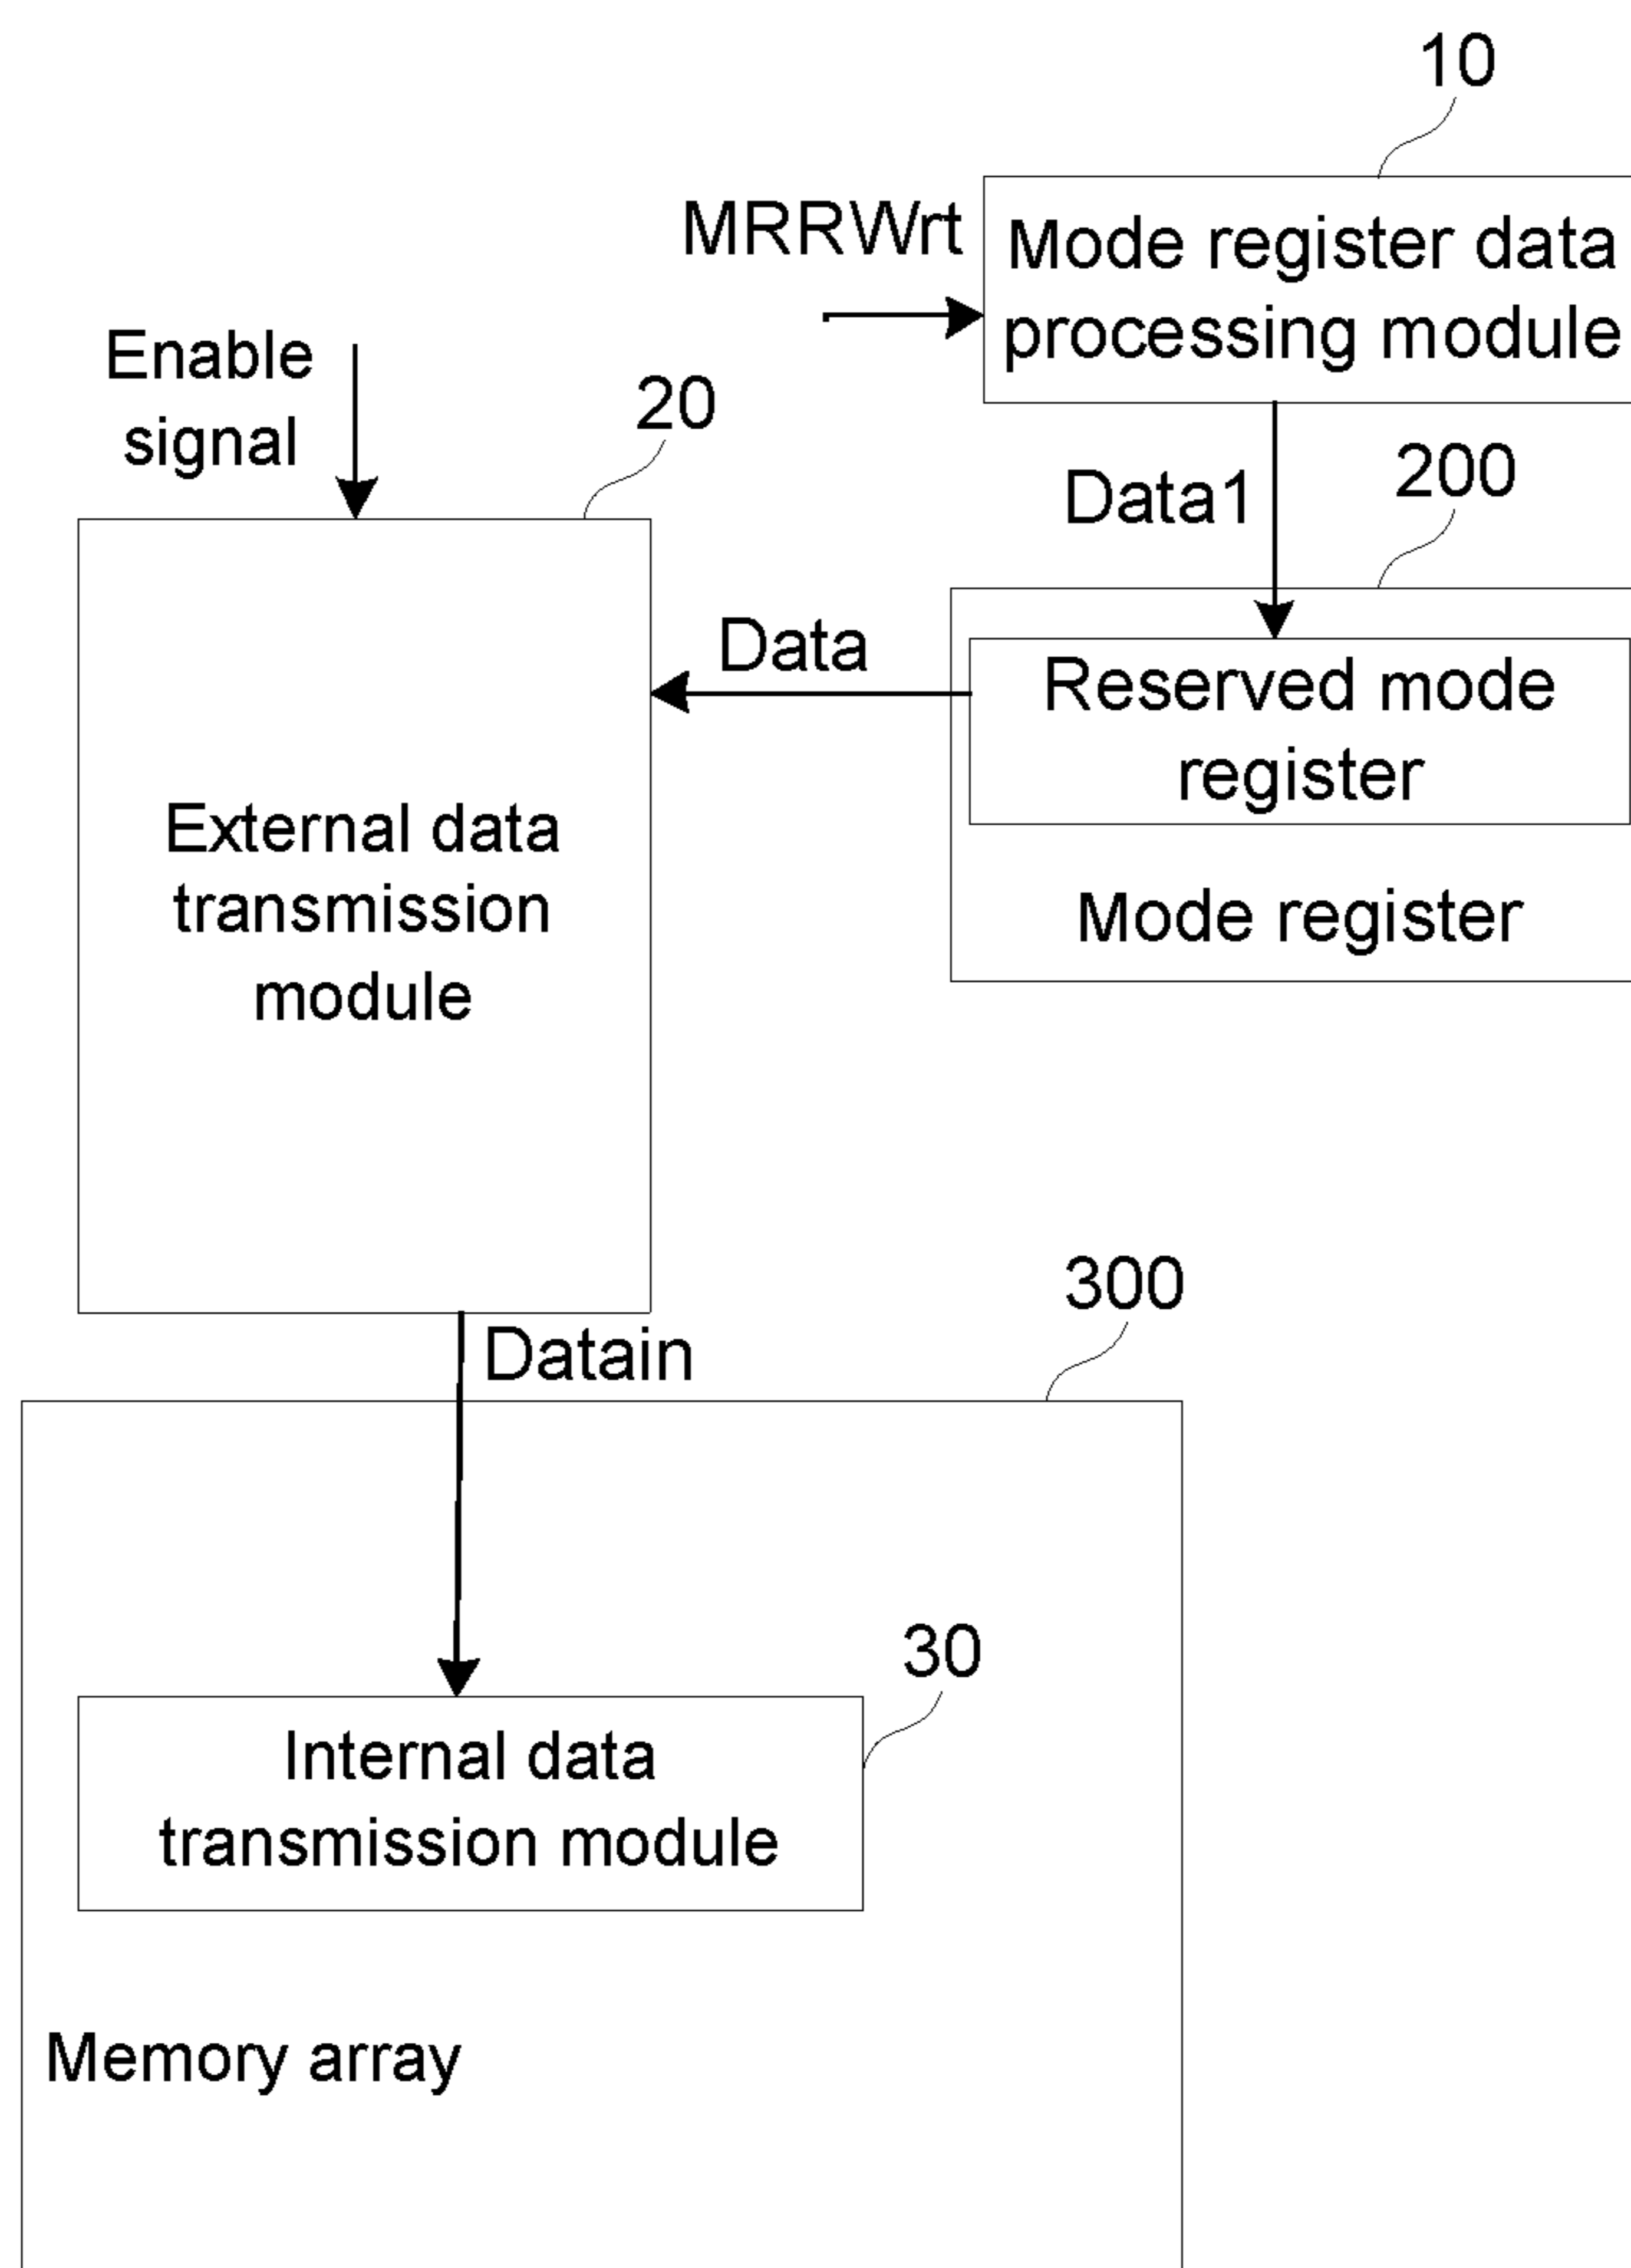 10
MRRWrt
Mode register data
processing module
Enable
signal
20
Data1
200
Data
Reserved mode
register
External data
transmission
module
Mode register
300
Datain
30
Internal data
transmission module
Memory array